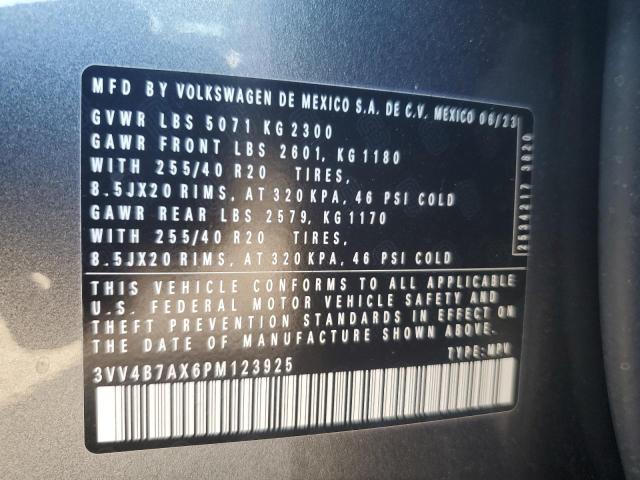 MFD BY VOLKSWAGEN DE MEXICO S.A. DE C.V. MEXICO 06/23
GVWR LBS 5071 KG 2300
GAWR FRONT LBS 2601, KG 1180
WITH 255/40 R20 TIRES,
8.5JX20 RIMS, AT 320 KPA, 46 PSI COLD
GAWR REAR LBS 2579, KG 1170
WITH 255/40 R20 TIRES,
8.5JX20 RIMS, AT 320 KPA, 46 PSI COLD
2534217 3020
THIS VEHICLE CONFORMS TO ALL APPLICABLE
U.S. FEDERAL MOTOR VEHICLE SAFETY AND
THEFT PREVENTION STANDARDS IN EFFECT ON
THE DATE OF MANUFACTURE SHOWN ABOVE.
3VV4B7AX6PM123925 TYPE: MPV